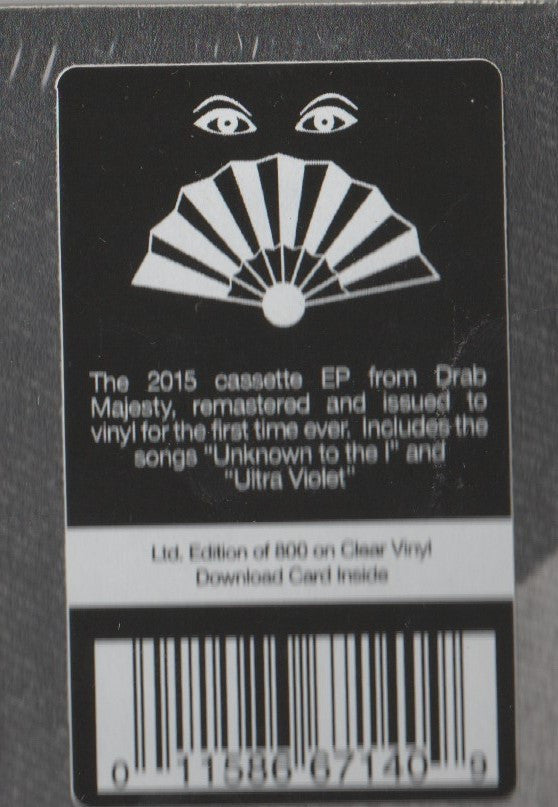 The 2015 cassette EP from Drab
Majesty, remastered and issued to
vinyl for the first time ever. Includes the
songs "Unknown to the I" and
"Ultra Violet"
Ltd. Edition of 800 on Clear Vinyl
Download Card Inside
0 11586 67140 9